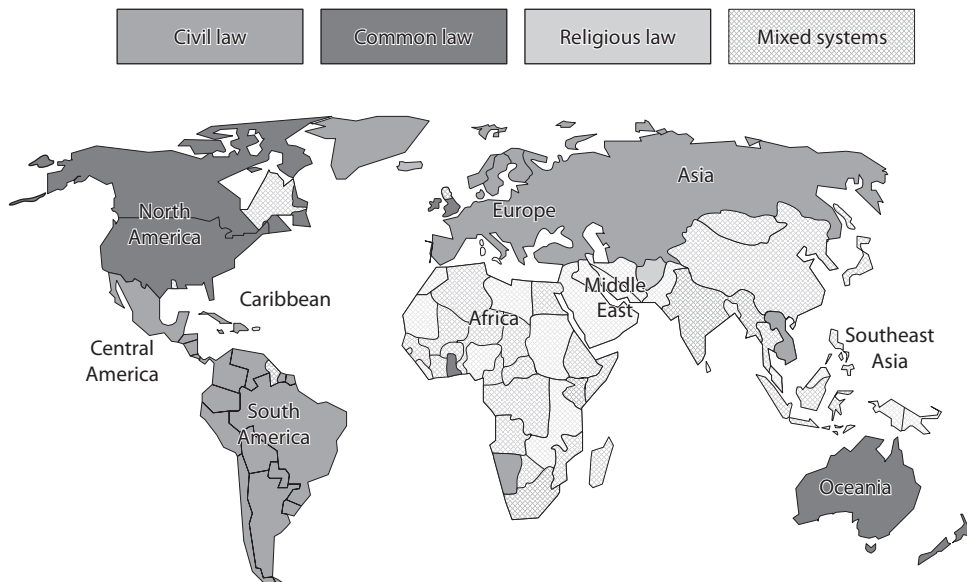 Civil law
Common law
Religious law
Mixed systems
North
America
Central
America
Caribbean
South
America
Europe
Asia
Africa
Middle
East
Southeast
Asia
Oceania